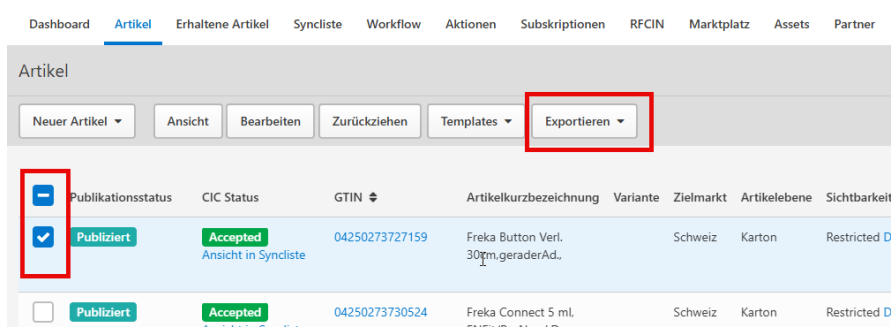 Dashboard Artikel Erhaltene Artikel Syncliste Workflow Aktionen Subskriptionen RFCIN Marktplatz Assets Partner
Artikel
Neuer Artikel Ansicht Bearbeiten Zurückziehen Templates Exportieren
Publikationsstatus CIC Status GTIN Artikelkurzbezeichnung Variante Zielmarkt Artikelebene Sichtbarkeit
Publiziert Accepted 04250273727159 Freka Button Verl. Schweiz Karton Restricted D
Ansicht in Syncliste 30cm,geraderAd.,
Publiziert Accepted 04250273730524 Freka Connect 5 ml, Schweiz Karton Restricted D